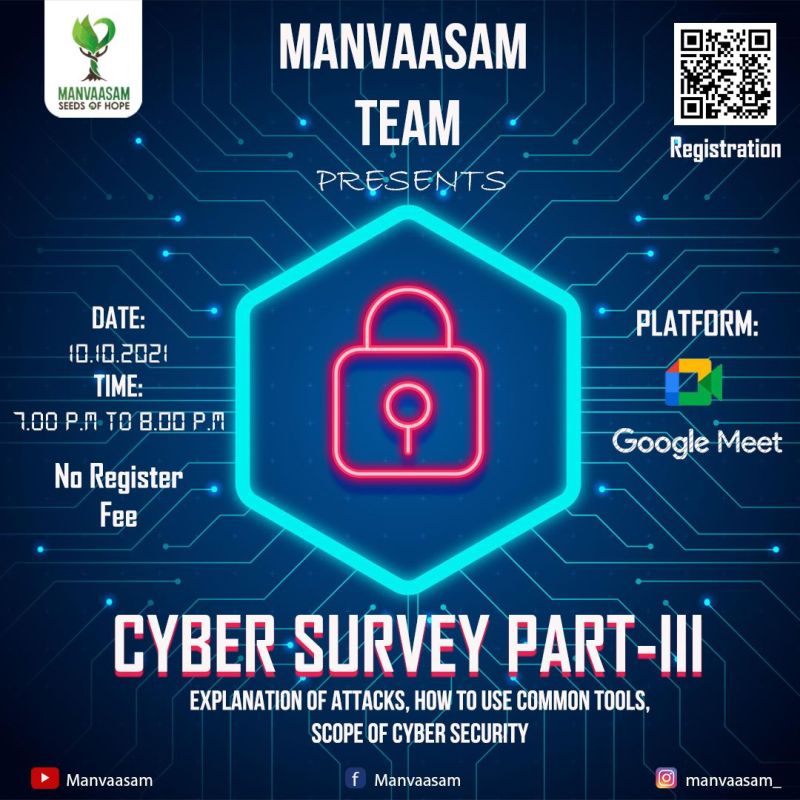 MANVAASAM
SEEDS OF HOPE
MANVAASAM
TEAM
PRESENTS
Registration
DATE:
10.10.2021
TIME:
7.00 P.M TO 8.00 P.M
No Register
Fee
PLATFORM:
Google Meet
CYBER SURVEY PART-III
EXPLANATION OF ATTACKS, HOW TO USE COMMON TOOLS,
SCOPE OF CYBER SECURITY
Manvaasam
f Manvaasam
manvaasam_